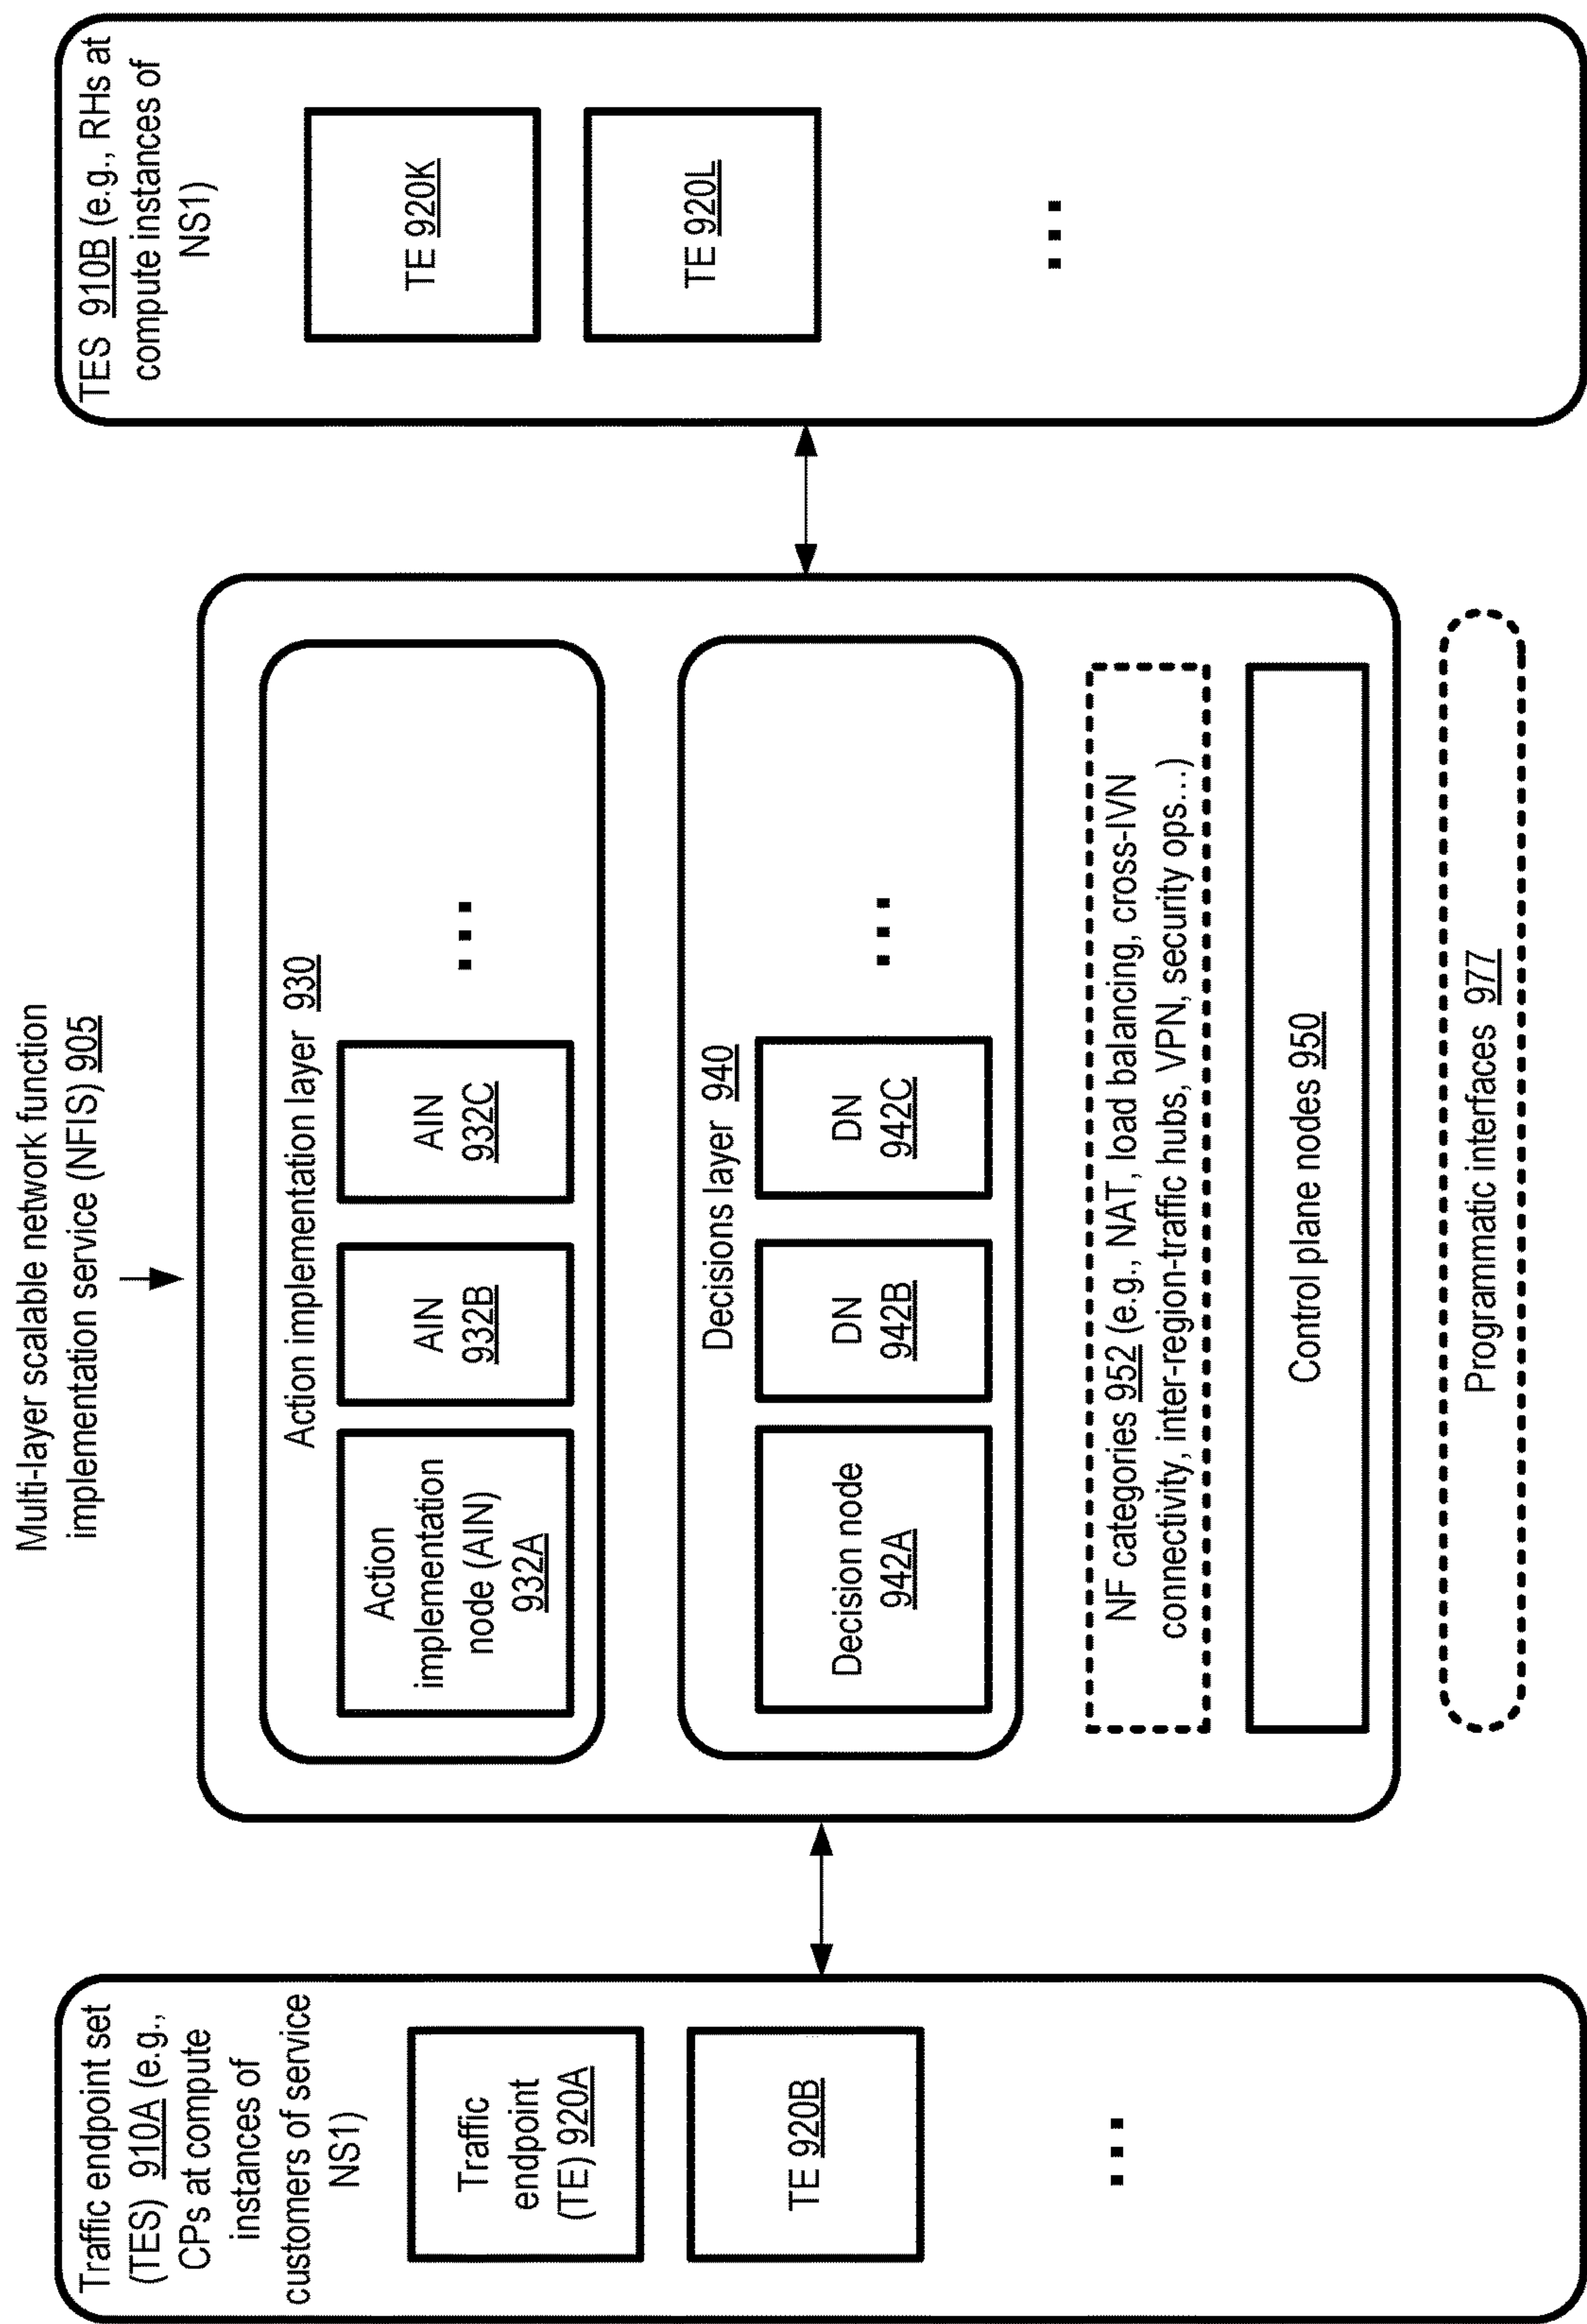 Multi-layer scalable network function
implementation service (NFIS) 905
Traffic endpoint set
(TES) 910A (e.g.,
CPs at compute
instances of
customers of service
NS1)
Traffic
endpoint
(TE) 920A
TE 920B
...
Action implementation layer 930
Action
implementation
node (AIN)
932A
AIN
932B
AIN
932C
...
Decisions layer 940
Decision node
942A
DN
942B
DN
942C
...
NF categories 952 (e.g., NAT, load balancing, cross-IVN
connectivity, inter-region-traffic hubs, VPN, security ops…)
Control plane nodes 950
Programmatic interfaces 977
TES 910B (e.g., RHs at
compute instances of
NS1)
TE 920K
TE 920L
...